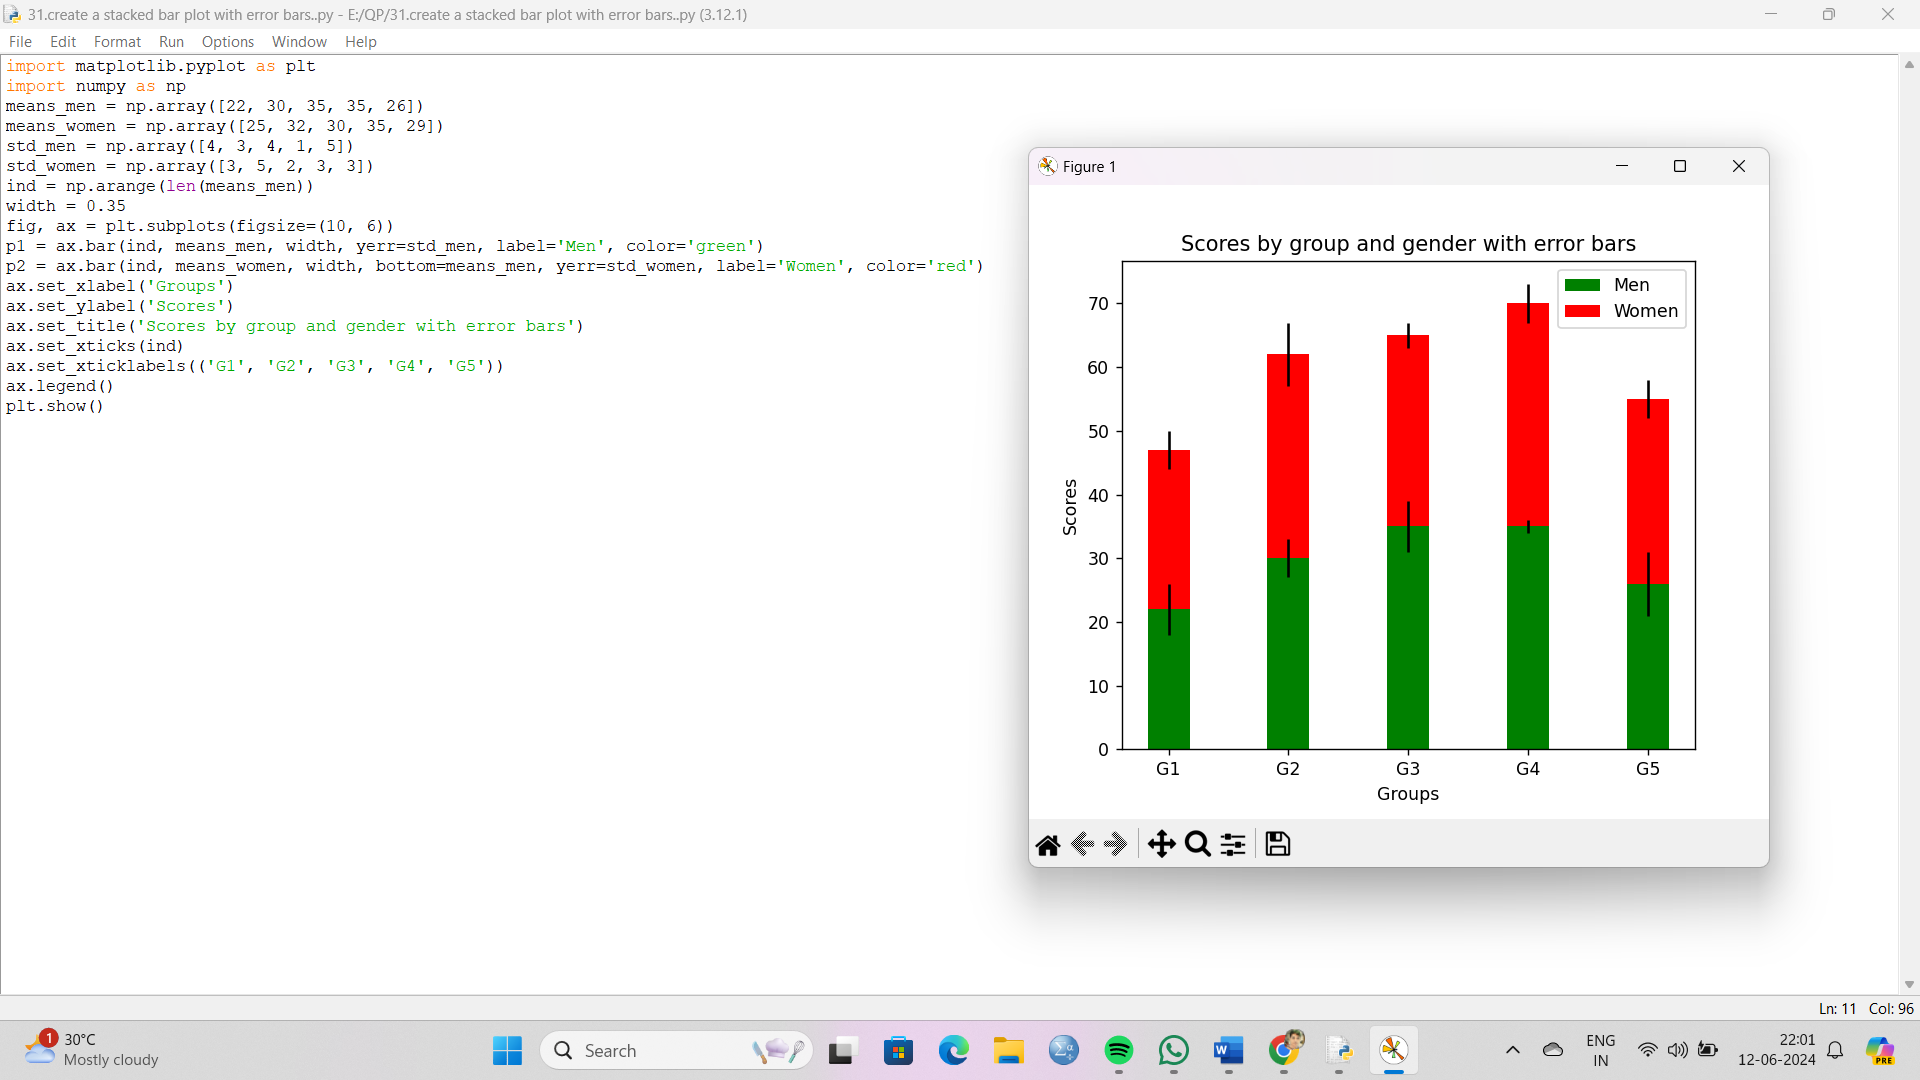 31.create a stacked bar plot with error bars..py - E:/QP/31.create a stacked bar plot with error bars..py (3.12.1)
File Edit Format Run Options Window Help
import matplotlib.pyplot as plt
import numpy as np
means_men = np.array([22, 30, 35, 35, 26])
means_women = np.array([25, 32, 30, 35, 29])
std_men = np.array([4, 3, 4, 1, 5])
std_women = np.array([3, 5, 2, 3, 3])
ind = np.arange(len(means_men))
width = 0.35
fig, ax = plt.subplots(figsize=(10, 6))
p1 = ax.bar(ind, means_men, width, yerr=std_men, label='Men', color='green')
p2 = ax.bar(ind, means_women, width, bottom=means_men, yerr=std_women, label='Women', color='red')
ax.set_xlabel('Groups')
ax.set_ylabel('Scores')
ax.set_title('Scores by group and gender with error bars')
ax.set_xticks(ind)
ax.set_xticklabels(('G1', 'G2', 'G3', 'G4', 'G5'))
ax.legend()
plt.show()
Figure 1
Scores by group and gender with error bars
Men
Women
70
60
50
40
30
20
10
0
Scores
G1 G2 G3 G4 G5
Groups
Ln: 11 Col: 96
1
30°C
Mostly cloudy
Search
Σα
W
PRE
ENG
IN
22:01
12-06-2024